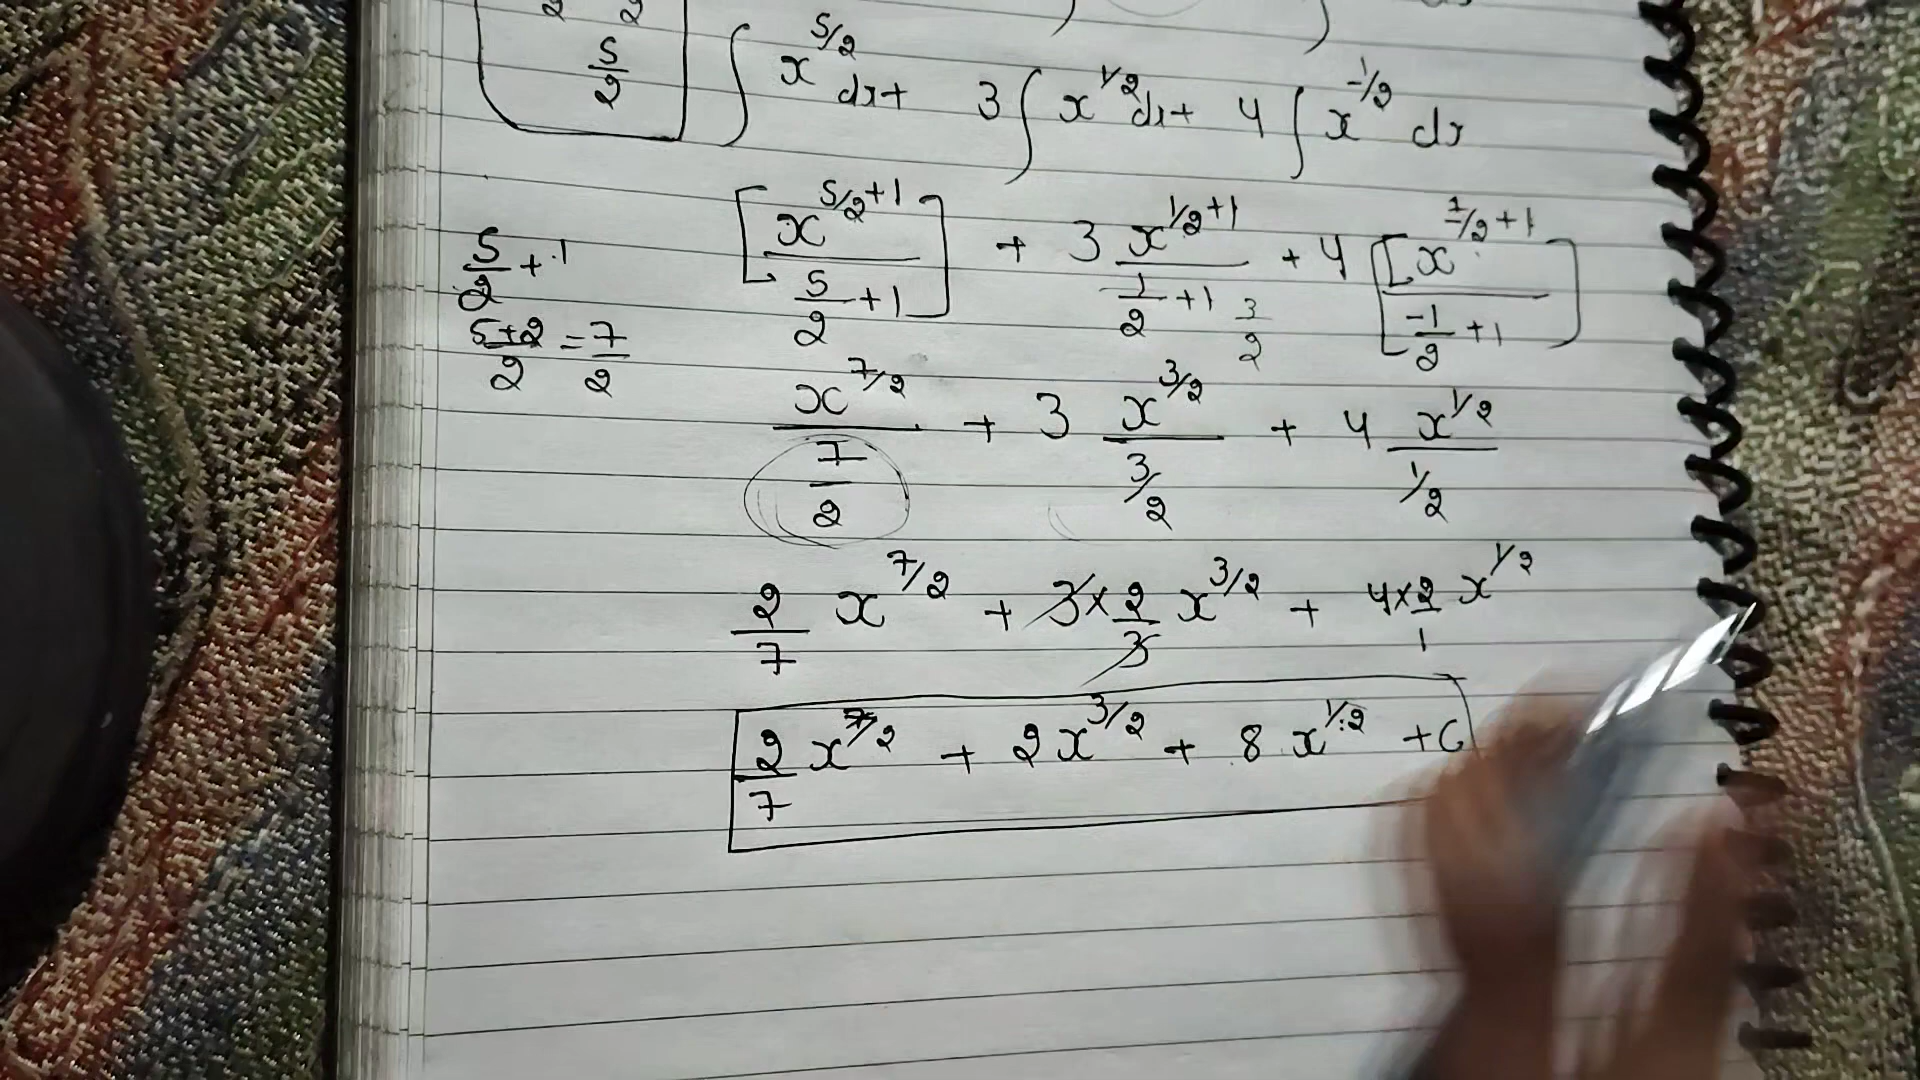 5/2
∫ x^5/2 dx + 3 ∫ x^1/2 dx + 4 ∫ x^-1/2 dx
5/2 + 1
[x^5/2+1 / 5/2 +1] + 3 x^1/2+1 / 1/2 +1 3/2 + 4 [x^-1/2+1 / -1/2 +1]
5+2/2 = 7/2
x^7/2 / 7/2 + 3 x^3/2 / 3/2 + 4 x^1/2 / 1/2
2/7 x^7/2 + 3×2/3 x^3/2 + 4×2/1 x^1/2
2/7 x^7/2 + 2x^3/2 + 8 x^1/2 + C